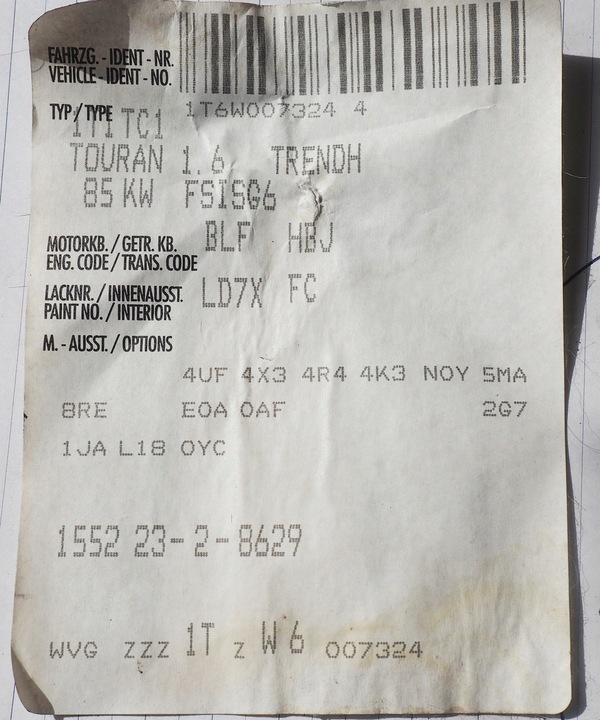 FAHRZG. - IDENT - NR.
VEHICLE - IDENT - NO.
1T6W007324 4
TYP / TYPE
1T1TC1
TOURAN 1.6 TRENDH
85 KW FSISG6
MOTORKB. / GETR. KB. BLF HBJ
ENG. CODE / TRANS. CODE
LACKNR. / INNENAUSST. LD7X FC
PAINT NO. / INTERIOR
M. - AUSST. / OPTIONS
4UF 4X3 4R4 4K3 N0Y 5MA
8RE E0A 0AF 2G7
1JA L18 0YC
1552 23- 2-8629
WVG ZZZ 1T Z W 6 007324